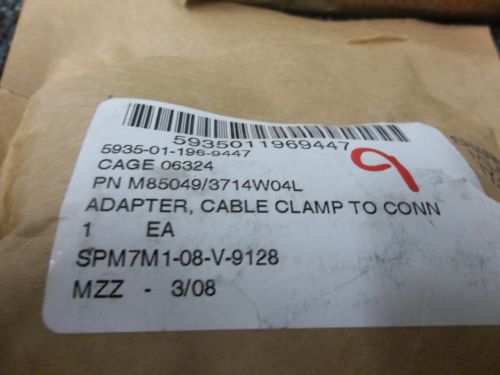 5935011969447
5935-01-196-9447
CAGE 06324
PN M85049/3714W04L
ADAPTER, CABLE CLAMP TO CONN
1 EA
SPM7M1-08-V-9128
MZZ - 3/08
9